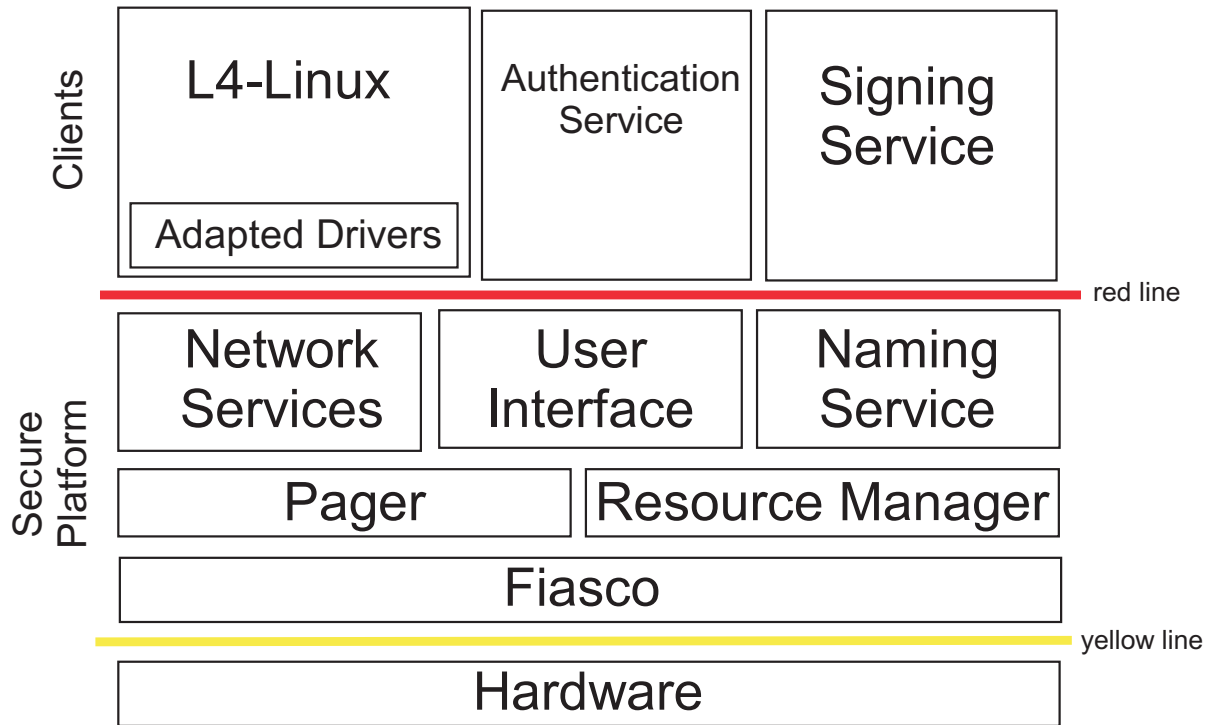 Clients
L4-Linux
Adapted Drivers
Authentication
Service
Signing
Service
red line
Secure
Platform
Network
Services
User
Interface
Naming
Service
Pager
Resource Manager
Fiasco
yellow line
Hardware